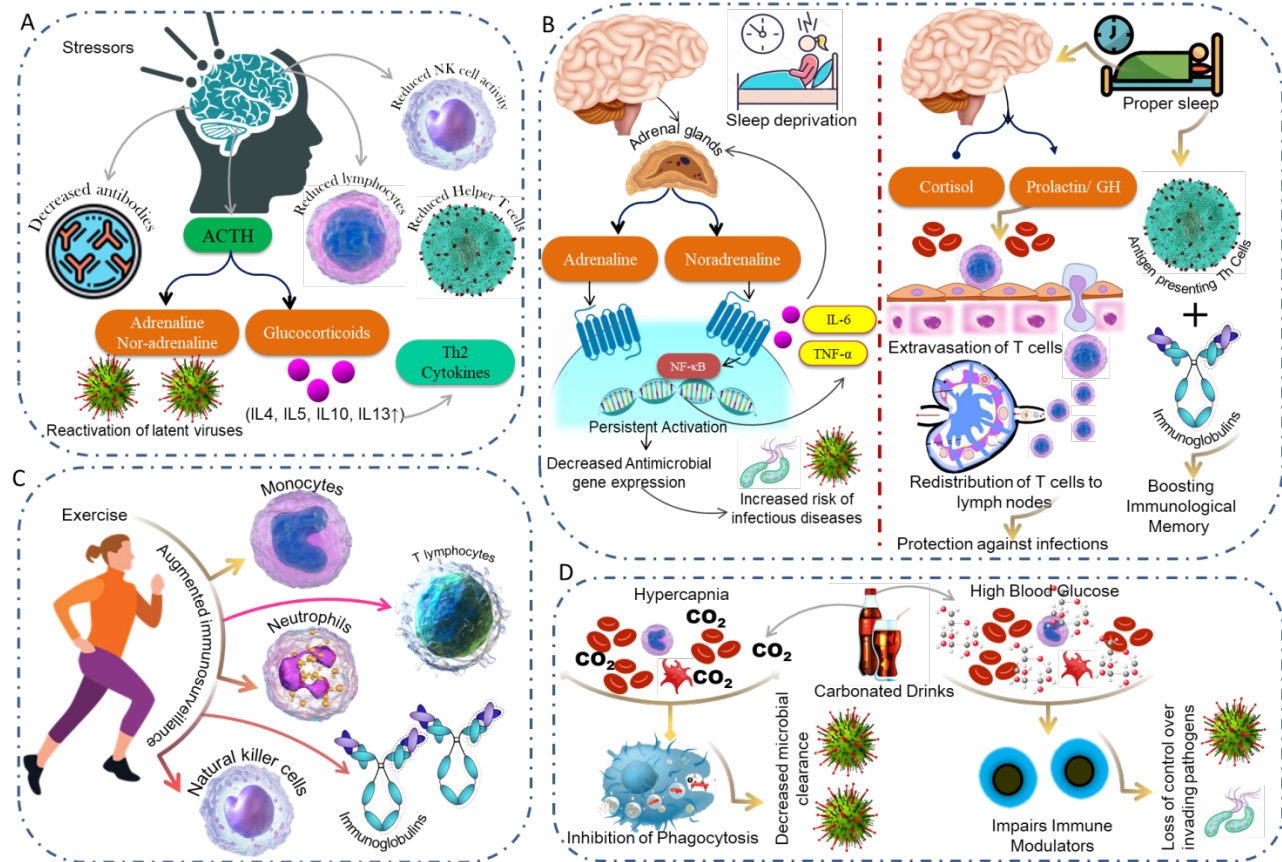 A
Stressors
Reduced NK cell activity
Decreased antibodies
Reduced lymphocytes
Reduced Helper T cells
ACTH
Adrenaline
Nor-adrenaline
Glucocorticoids
Th2
Cytokines
(IL4, IL5, IL10, IL13↑)
Reactivation of latent viruses
B
Sleep deprivation
Adrenal glands
Adrenaline
Noradrenaline
IL-6
TNF-α
NF-κB
Persistent Activation
Decreased Antimicrobial
gene expression
Increased risk of
infectious diseases
Proper sleep
Cortisol
Prolactin/ GH
Antigen presenting Th Cells
Extravasation of T cells
+
Immunoglobulins
Redistribution of T cells to
lymph nodes
Boosting
Immunological
Memory
Protection against infections
C
Exercise
Augmented immunosurveillance
Monocytes
T lymphocytes
Neutrophils
Natural killer cells
Immunoglobulins
D
Hypercapnia
CO2
CO2
CO2
CO2
Carbonated Drinks
High Blood Glucose
Decreased microbial
clearance
Inhibition of Phagocytosis
Impairs Immune
Modulators
Loss of control over
invading pathogens